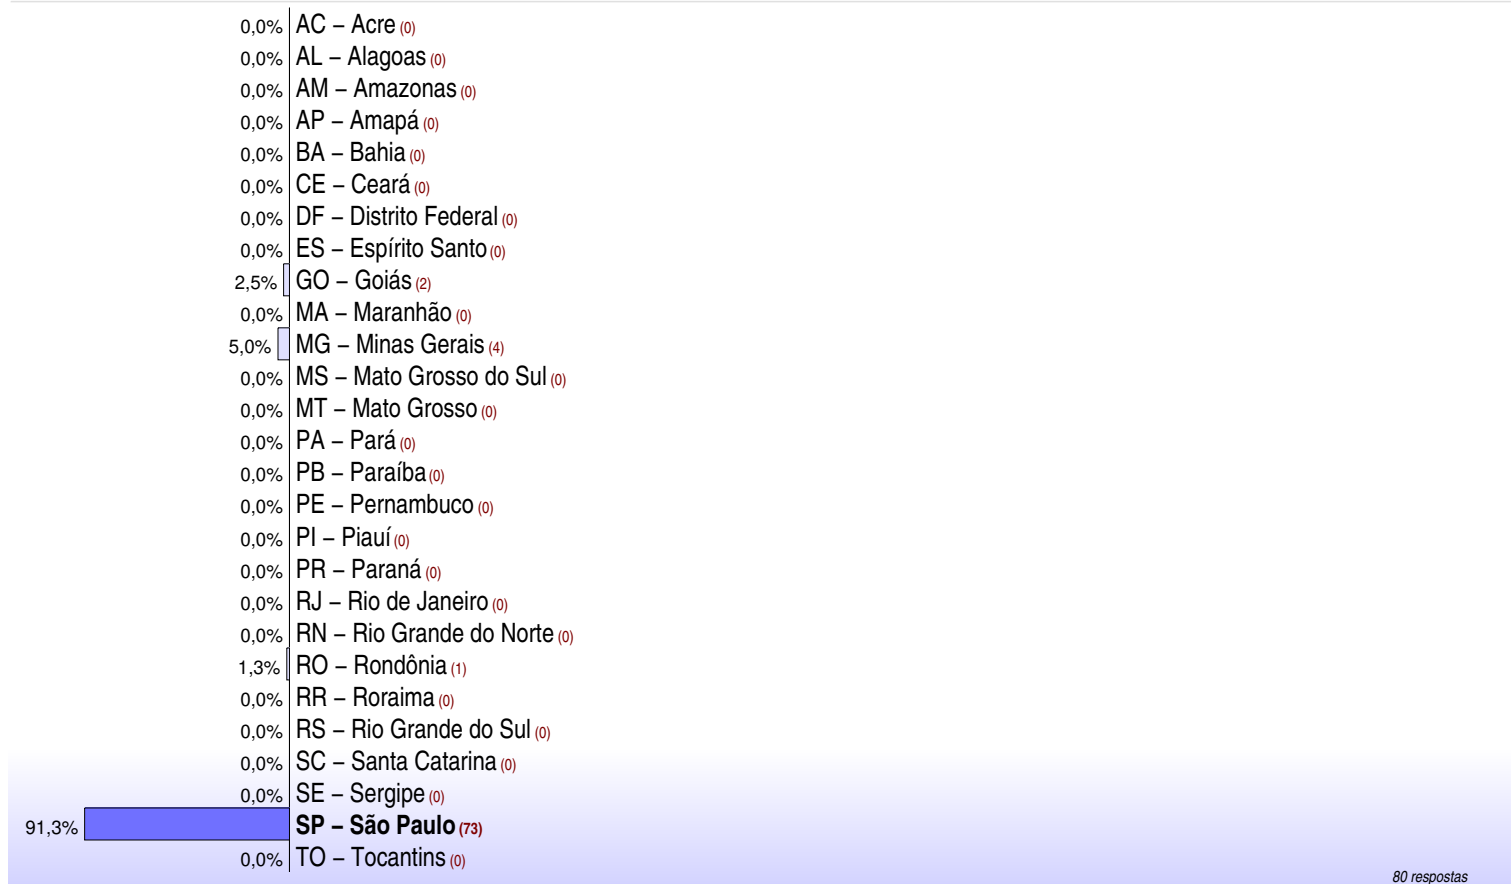 0,0% AC – Acre (0)
0,0% AL – Alagoas (0)
0,0% AM – Amazonas (0)
0,0% AP – Amapá (0)
0,0% BA – Bahia (0)
0,0% CE – Ceará (0)
0,0% DF – Distrito Federal (0)
0,0% ES – Espírito Santo (0)
2,5% GO – Goiás (2)
0,0% MA – Maranhão (0)
5,0% MG – Minas Gerais (4)
0,0% MS – Mato Grosso do Sul (0)
0,0% MT – Mato Grosso (0)
0,0% PA – Pará (0)
0,0% PB – Paraíba (0)
0,0% PE – Pernambuco (0)
0,0% PI – Piauí (0)
0,0% PR – Paraná (0)
0,0% RJ – Rio de Janeiro (0)
0,0% RN – Rio Grande do Norte (0)
1,3% RO – Rondônia (1)
0,0% RR – Roraima (0)
0,0% RS – Rio Grande do Sul (0)
0,0% SC – Santa Catarina (0)
0,0% SE – Sergipe (0)
91,3% SP – São Paulo (73)
0,0% TO – Tocantins (0)
80 respostas